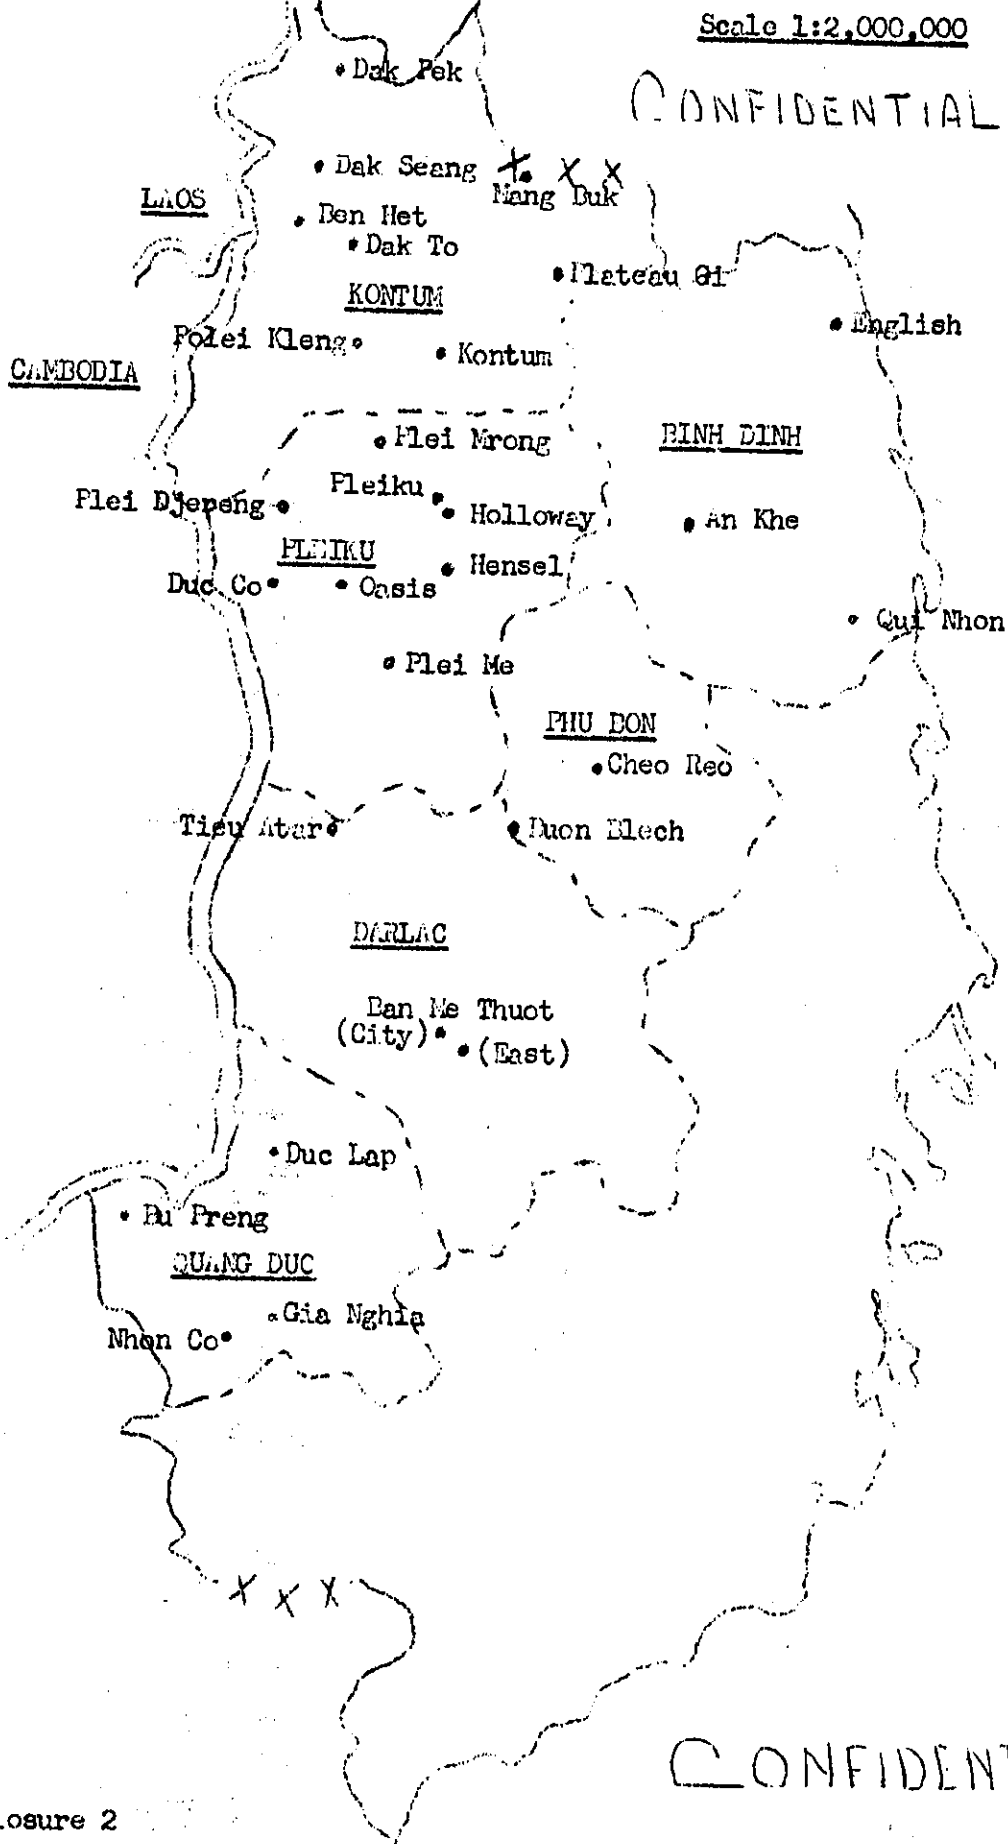 Scale 1:2,000,000
CONFIDENTIAL
Dak Pek
Dak Seang
X X X
Mang Buk
LAOS
Ben Het
Dak To
Plateau Gi
KONTUM
English
Polei Kleng
Kontum
CAMBODIA
BINH DINH
Plei Mrong
Pleiku
Plei Djereng
Holloway
An Khe
PLEIKU
Hensel
Duc Co
Oasis
Qui Nhon
Plei Me
PHU BON
Cheo Reo
Tieu Atar
Buon Blech
DARLAC
Ban Me Thuot
(City)
(East)
Duc Lap
Bu Preng
QUANG DUC
Gia Nghia
Nhon Co
X X X
CONFIDENT
losure 2